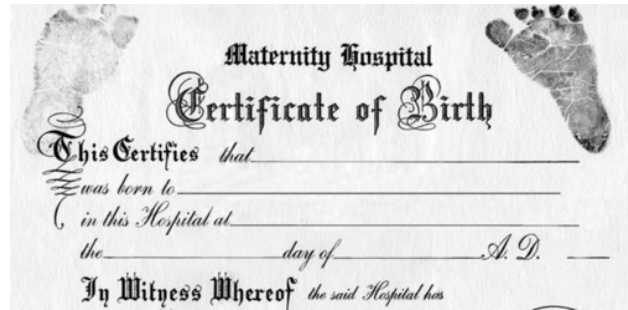 Maternity Hospital
Certificate of Birth
This Certifies that
was born to
in this Hospital at
the day of A. D.
In Witness Whereof the said Hospital has